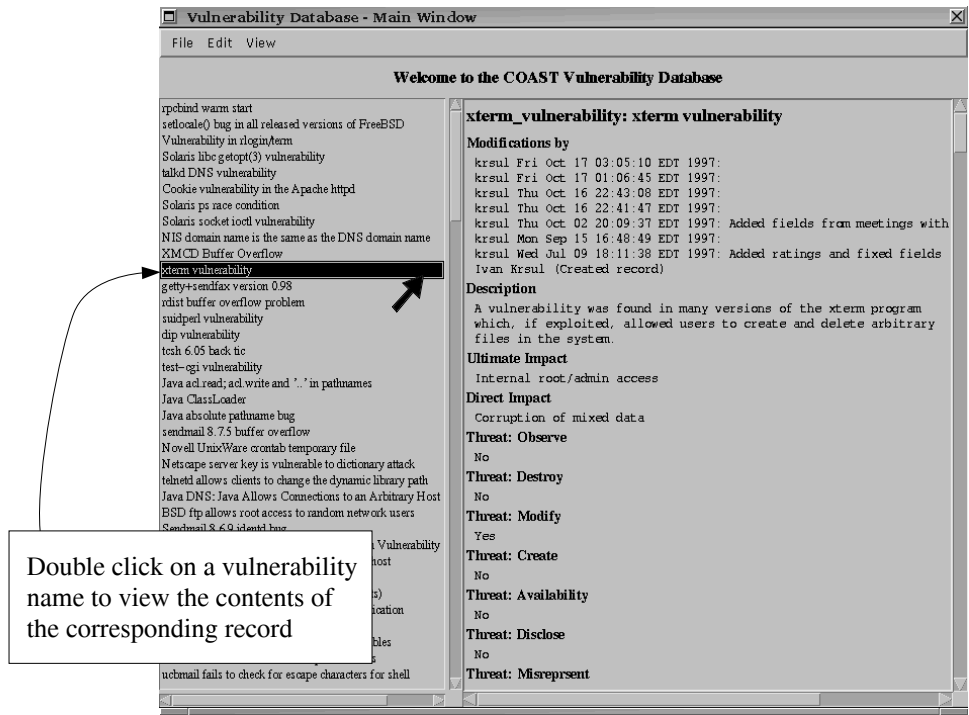 Vulnerability Database - Main Window
File Edit View
Welcome to the COAST Vulnerability Database
rpcbind warm start
setlocale() bug in all released versions of FreeBSD
Vulnerability in rlogin/term
Solaris libc getopt(3) vulnerability
talkd DNS vulnerability
Cookie vulnerability in the Apache httpd
Solaris ps race condition
Solaris socket ioctl vulnerability
NIS domain name is the same as the DNS domain name
XMCD Buffer Overflow
xterm vulnerability
getty+sendfax version 0.98
rdist buffer overflow problem
suidperl vulnerability
dip vulnerability
tcsh 6.05 back tic
test-cgi vulnerability
Java acl.read; acl.write and '..' in pathnames
Java ClassLoader
Java absolute pathname bug
sendmail 8.7.5 buffer overflow
Novell UnixWare crontab temporary file
Netscape server key is vulnerable to dictionary attack
telnetd allows clients to change the dynamic library path
Java DNS: Java Allows Connections to an Arbitrary Host
BSD ftp allows root access to random network users
Sendmail 8.6.9 identd bug
Vulnerability
ucbmail fails to check for escape characters for shell
xterm_vulnerability: xterm vulnerability
Modifications by
krsul Fri Oct 17 03:05:10 EDT 1997:
krsul Fri Oct 17 01:06:45 EDT 1997:
krsul Thu Oct 16 22:43:08 EDT 1997:
krsul Thu Oct 16 22:41:47 EDT 1997:
krsul Thu Oct 02 20:09:37 EDT 1997: Added fields from meetings with
krsul Mon Sep 15 16:48:49 EDT 1997:
krsul Wed Jul 09 18:11:38 EDT 1997: Added ratings and fixed fields
Ivan Krsul (Created record)
Description
A vulnerability was found in many versions of the xterm program
which, if exploited, allowed users to create and delete arbitrary
files in the system.
Ultimate Impact
Internal root/admin access
Direct Impact
Corruption of mixed data
Threat: Observe
No
Threat: Destroy
No
Threat: Modify
Yes
Threat: Create
No
Threat: Availability
No
Threat: Disclose
No
Threat: Misreprsent
Double click on a vulnerability
name to view the contents of
the corresponding record